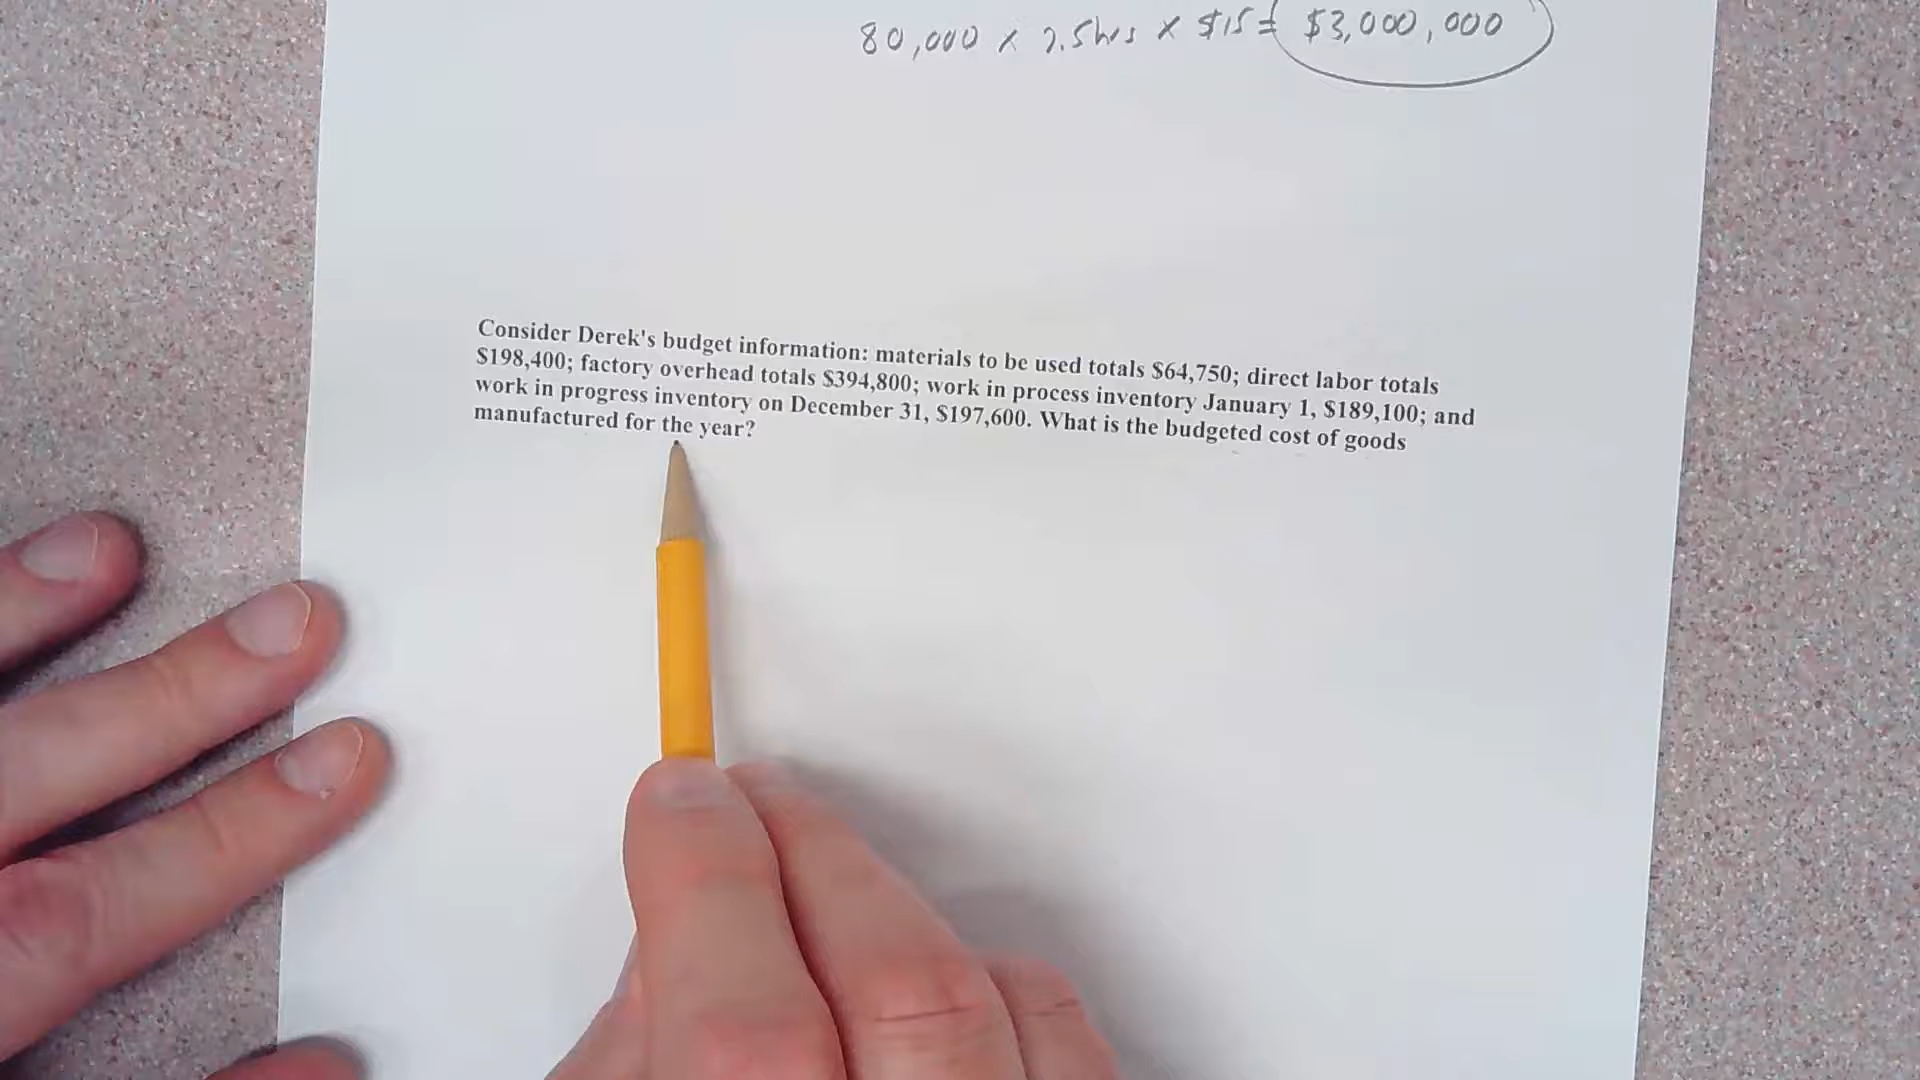 80,000 x 2.5hrs x $15 = $3,000,000
Consider Derek's budget information: materials to be used totals $64,750; direct labor totals
$198,400; factory overhead totals $394,800; work in process inventory January 1, $189,100; and
work in progress inventory on December 31, $197,600. What is the budgeted cost of goods
manufactured for the year?